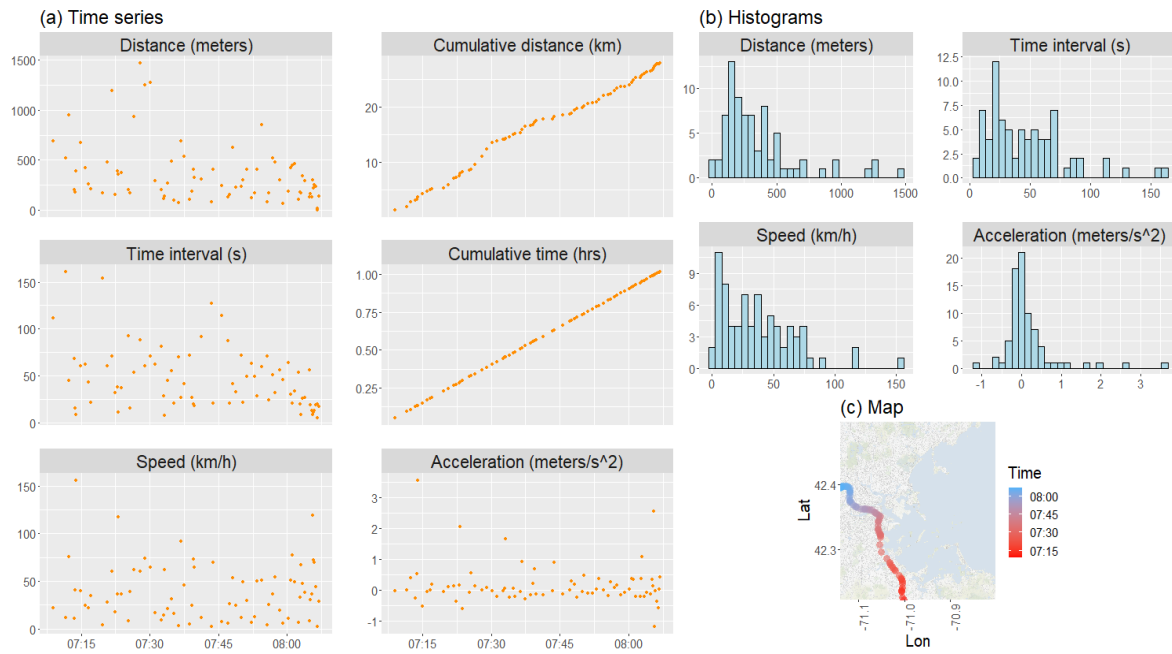 (a) Time series
Distance (meters)
1500
1000
500
0
Cumulative distance (km)
20
10
Time interval (s)
150
100
50
0
Cumulative time (hrs)
1.00
0.75
0.50
0.25
Speed (km/h)
150
100
50
0
07:15 07:30 07:45 08:00
Acceleration (meters/s^2)
3
2
1
0
-1
07:15 07:30 07:45 08:00
(b) Histograms
Distance (meters)
10
5
0
0 500 1000 1500
Time interval (s)
12.5
10.0
7.5
5.0
2.5
0.0
0 50 100 150
Speed (km/h)
9
6
3
0
0 50 100 150
Acceleration (meters/s^2)
20
15
10
5
0
-1 0 1 2 3
(c) Map
Lat
42.4
42.3
-71.1 -71.0 -70.9
Lon
Time
08:00
07:45
07:30
07:15